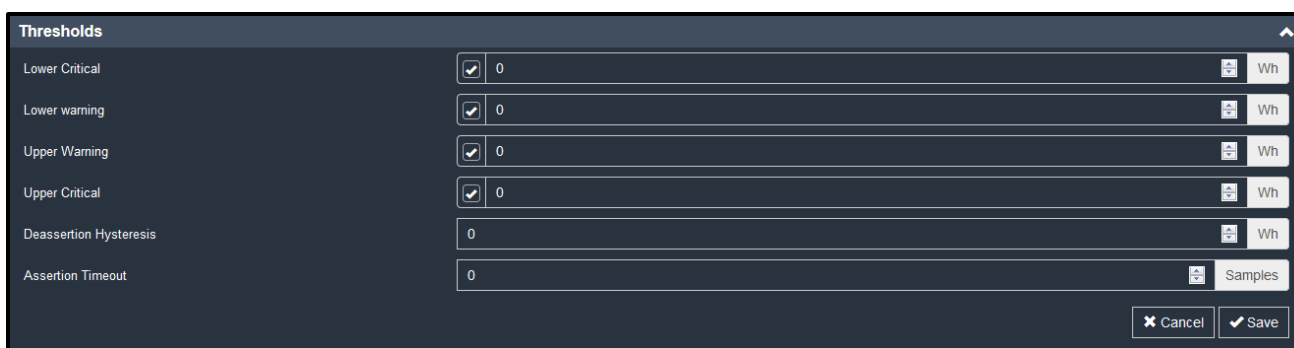 Thresholds
Lower Critical 0 Wh
Lower warning 0 Wh
Upper Warning 0 Wh
Upper Critical 0 Wh
Deassertion Hysteresis 0 Wh
Assertion Timeout 0 Samples
Cancel Save